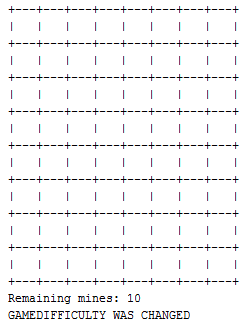 Remaining mines: 10
GAMEDIFFICULTY WAS CHANGED